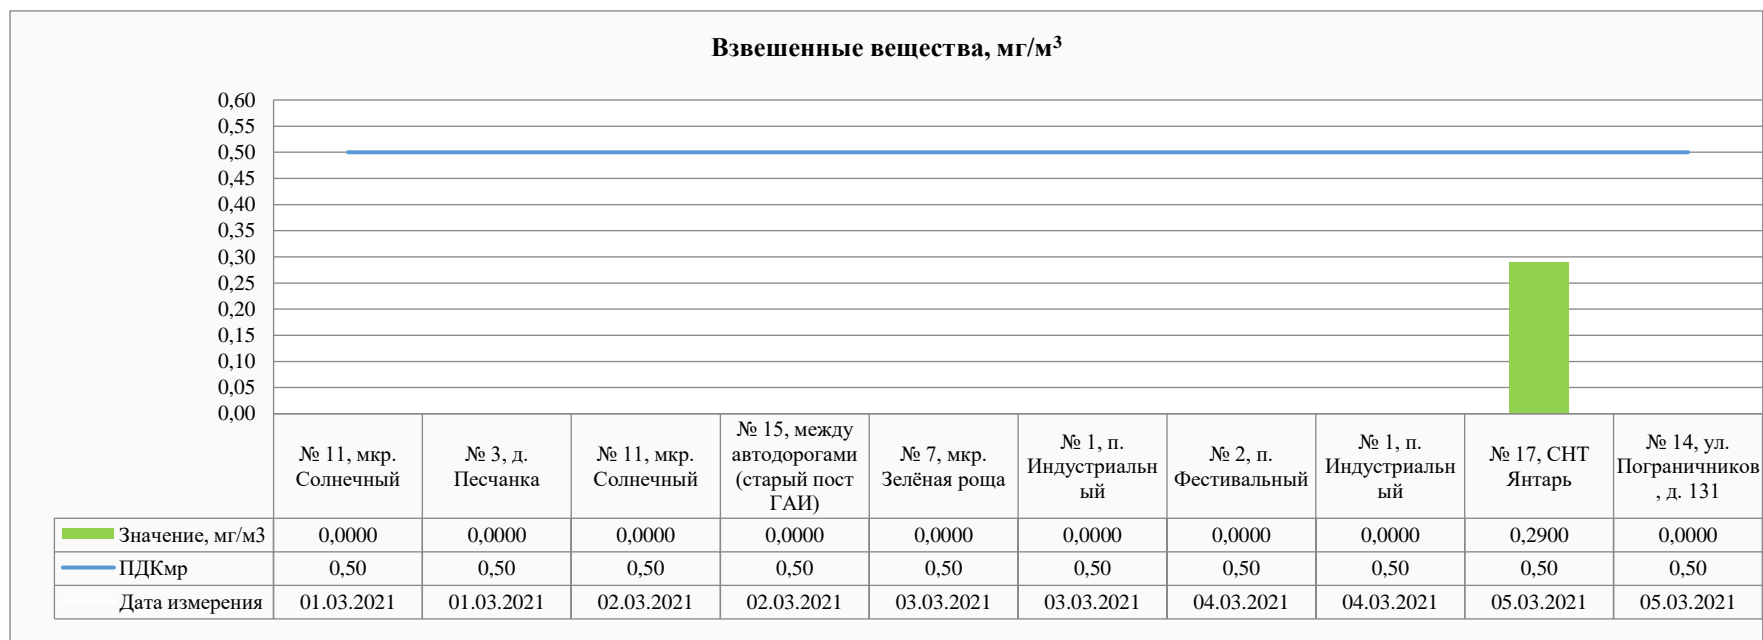 Взвешенные вещества, мг/м³
0,60
0,55
0,50
0,45
0,40
0,35
0,30
0,25
0,20
0,15
0,10
0,05
0,00
№ 11, мкр.
Солнечный
№ 3, д.
Песчанка
№ 11, мкр.
Солнечный
№ 15, между
автодорогами
(старый пост
ГАИ)
№ 7, мкр.
Зелёная роща
№ 1, п.
Индустриальн
ый
№ 2, п.
Фестивальный
№ 1, п.
Индустриальн
ый
№ 17, СНТ
Янтарь
№ 14, ул.
Пограничников
, д. 131
Значение, мг/м3 0,0000 0,0000 0,0000 0,0000 0,0000 0,0000 0,0000 0,0000 0,2900 0,0000
ПДКмр 0,50 0,50 0,50 0,50 0,50 0,50 0,50 0,50 0,50 0,50
Дата измерения 01.03.2021 01.03.2021 02.03.2021 02.03.2021 03.03.2021 03.03.2021 04.03.2021 04.03.2021 05.03.2021 05.03.2021